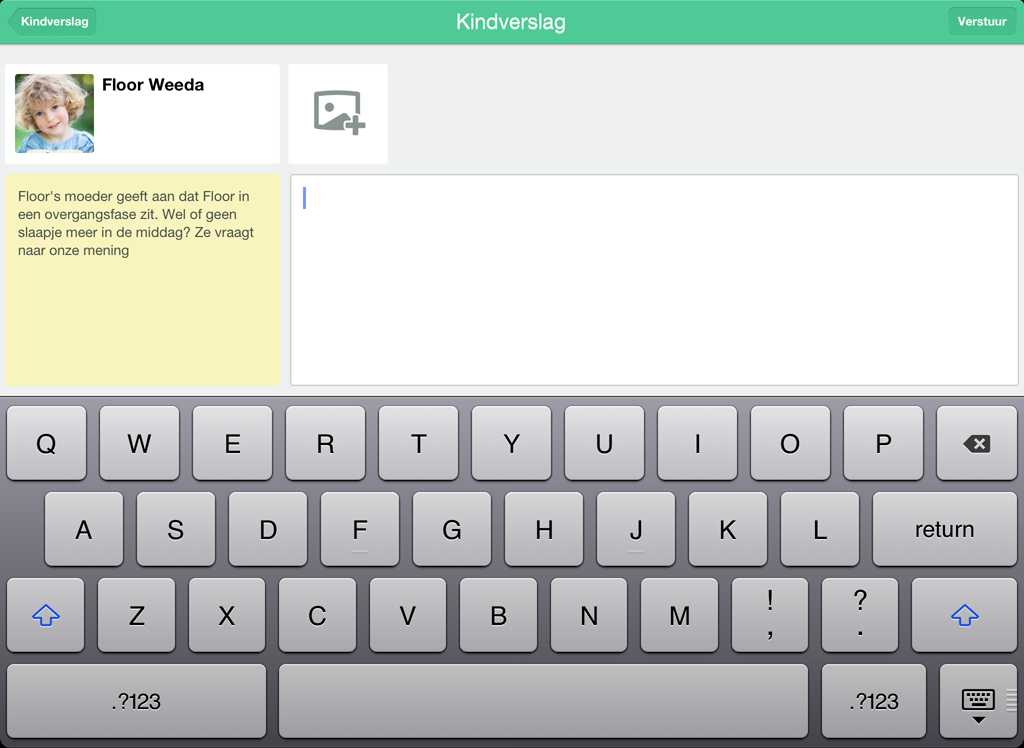 Kindverslag
Kindverslag
Verstuur
Floor Weeda
Floor's moeder geeft aan dat Floor in
een overgangsfase zit. Wel of geen
slaapje meer in de middag? Ze vraagt
naar onze mening
Q W E R T Y U I O P
A S D F G H J K L return
Z X C V B N M ! , ? .
.?123 .?123